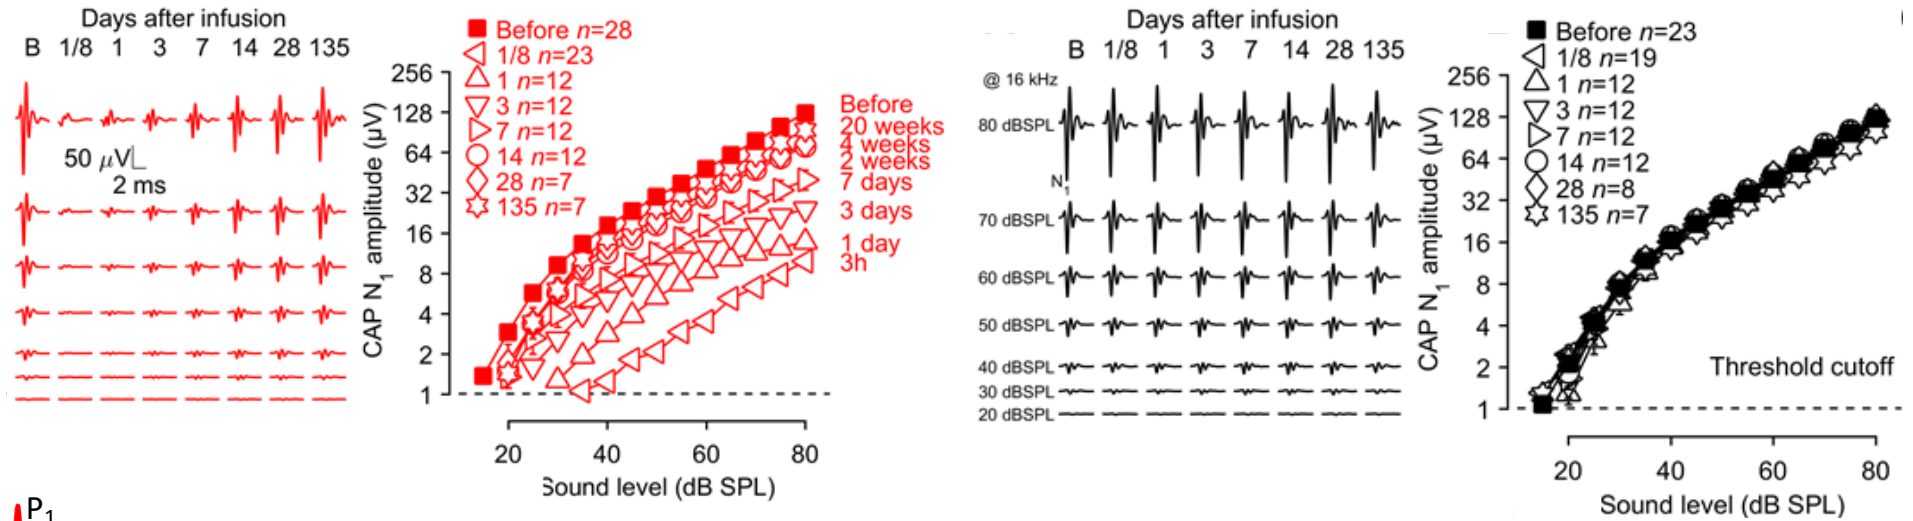 Days after infusion
B 1/8 1 3 7 14 28 135
50 μV
2 ms
CAP N1 amplitude (μV)
256
128
64
32
16
8
4
2
1
Before n=28
1/8 n=23
1 n=12
3 n=12
7 n=12
14 n=12
28 n=7
135 n=7
Before
20 weeks
4 weeks
2 weeks
7 days
3 days
1 day
3h
20 40 60 80
Sound level (dB SPL)
P1
Days after infusion
B 1/8 1 3 7 14 28 135
@ 16 kHz
80 dBSPL
N1
70 dBSPL
60 dBSPL
50 dBSPL
40 dBSPL
30 dBSPL
20 dBSPL
CAP N1 amplitude (μV)
256
128
64
32
16
8
4
2
1
Before n=23
1/8 n=19
1 n=12
3 n=12
7 n=12
14 n=12
28 n=8
135 n=7
Threshold cutoff
20 40 60 80
Sound level (dB SPL)